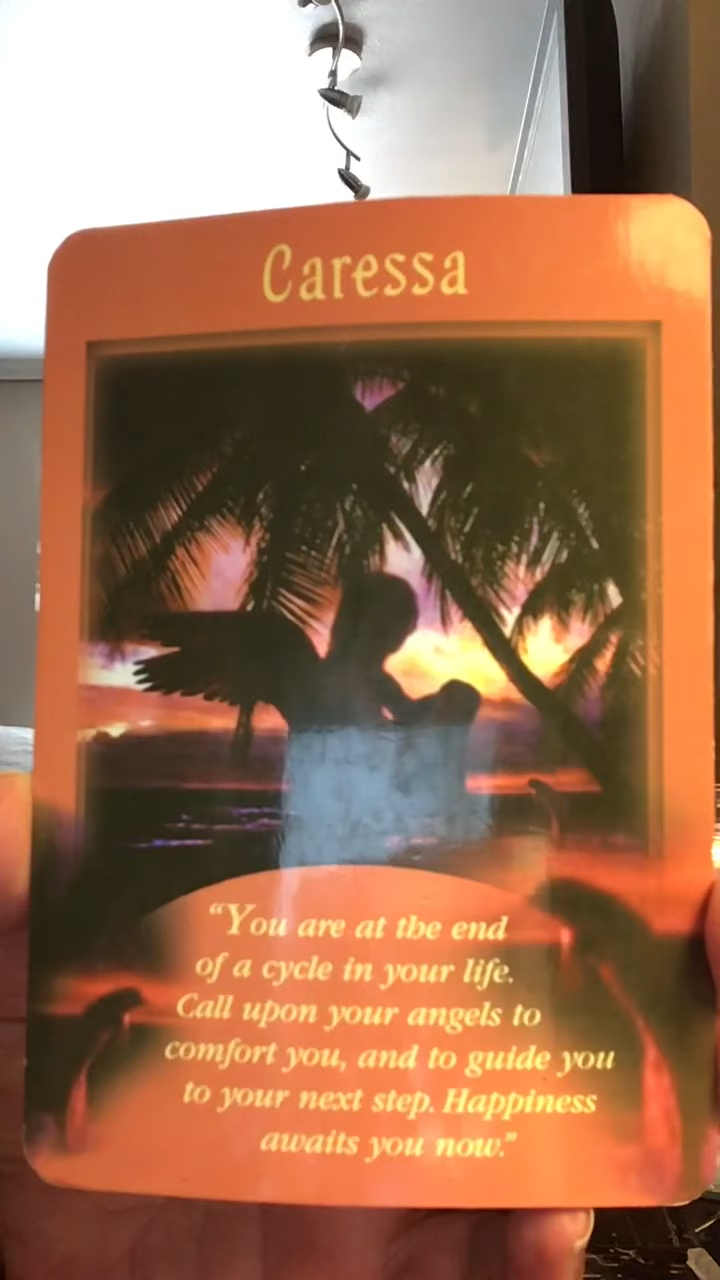 Caressa
“You are at the end
of a cycle in your life.
Call upon your angels to
comfort you, and to guide you
to your next step. Happiness
awaits you now.”